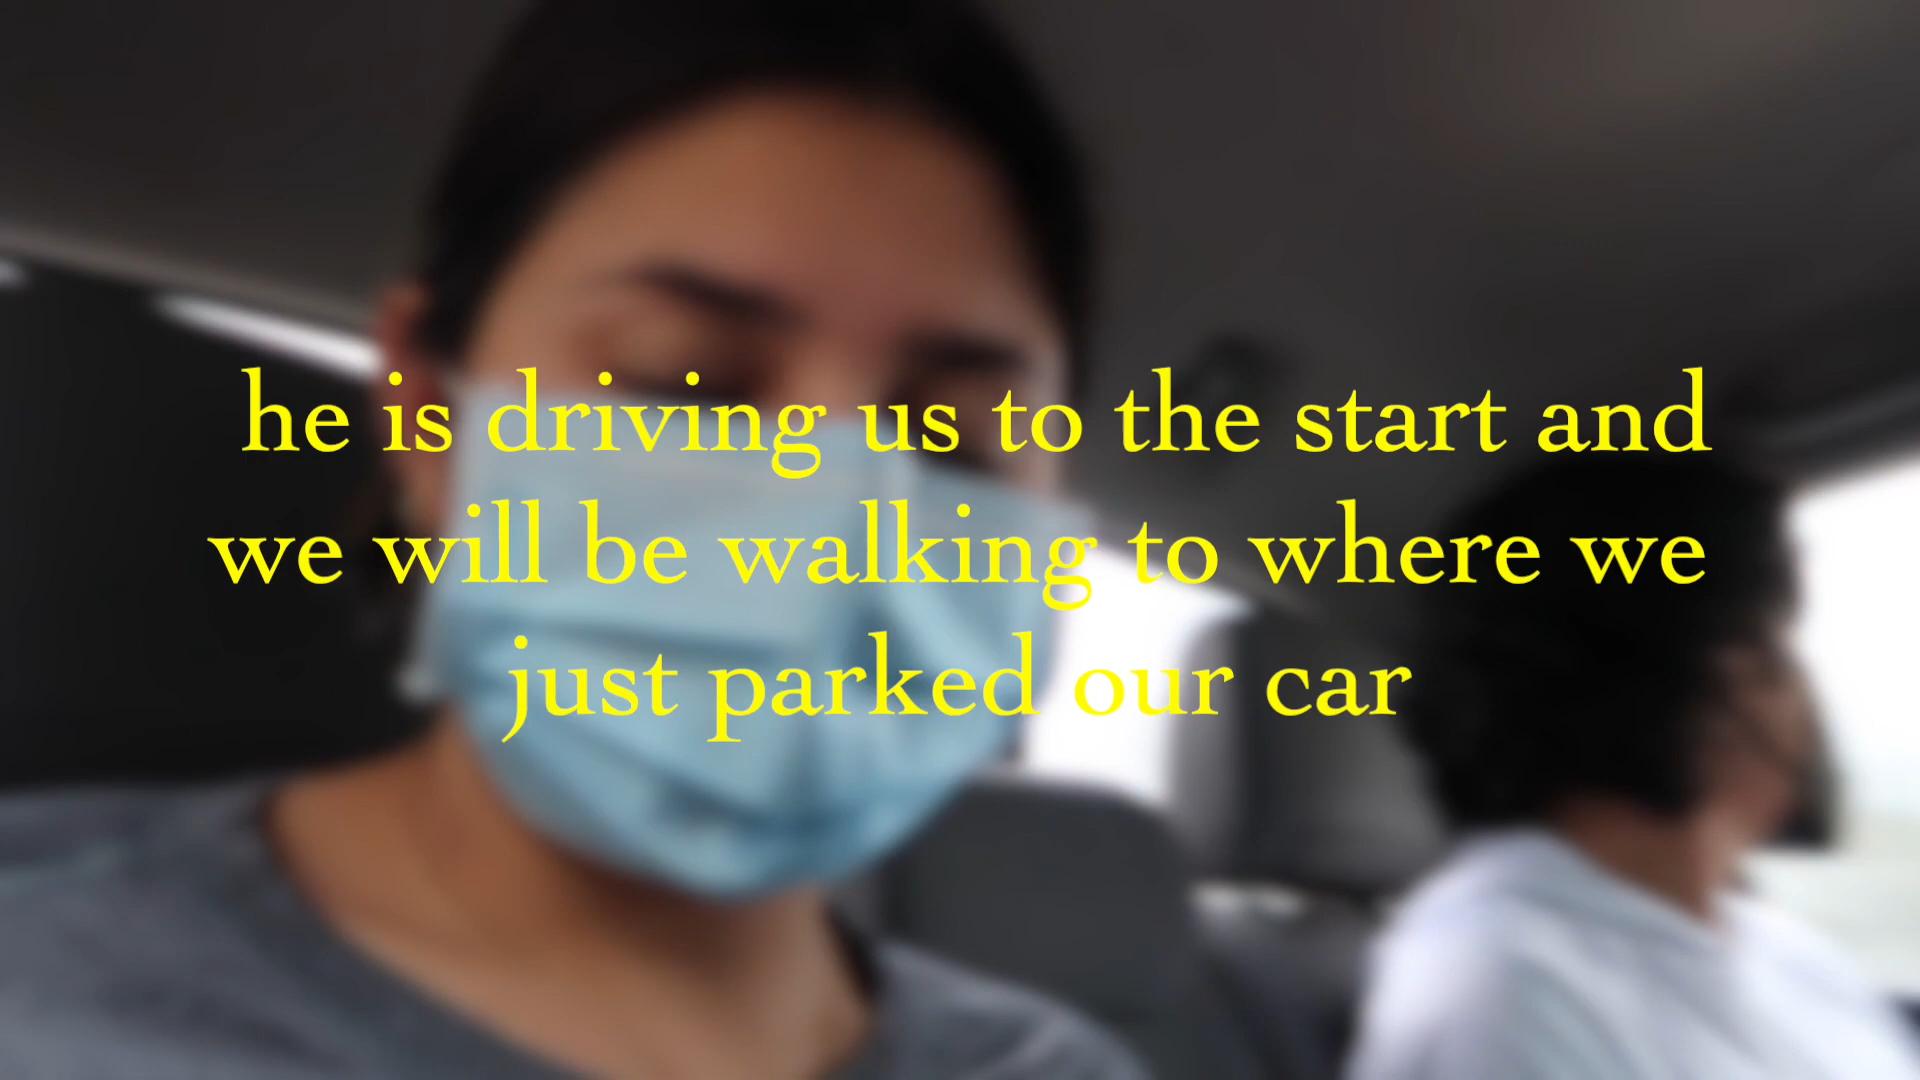 he is driving us to the start and
we will be walking to where we
just parked our car